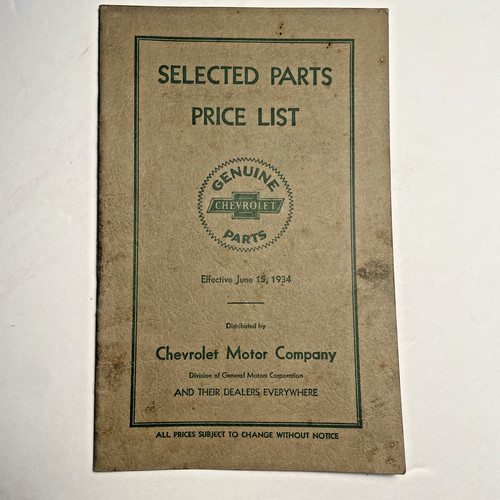 SELECTED PARTS
PRICE LIST
GENUINE
CHEVROLET
PARTS
Effective June 15, 1934
Distributed by
Chevrolet Motor Company
Division of General Motors Corporation
AND THEIR DEALERS EVERYWHERE
ALL PRICES SUBJECT TO CHANGE WITHOUT NOTICE